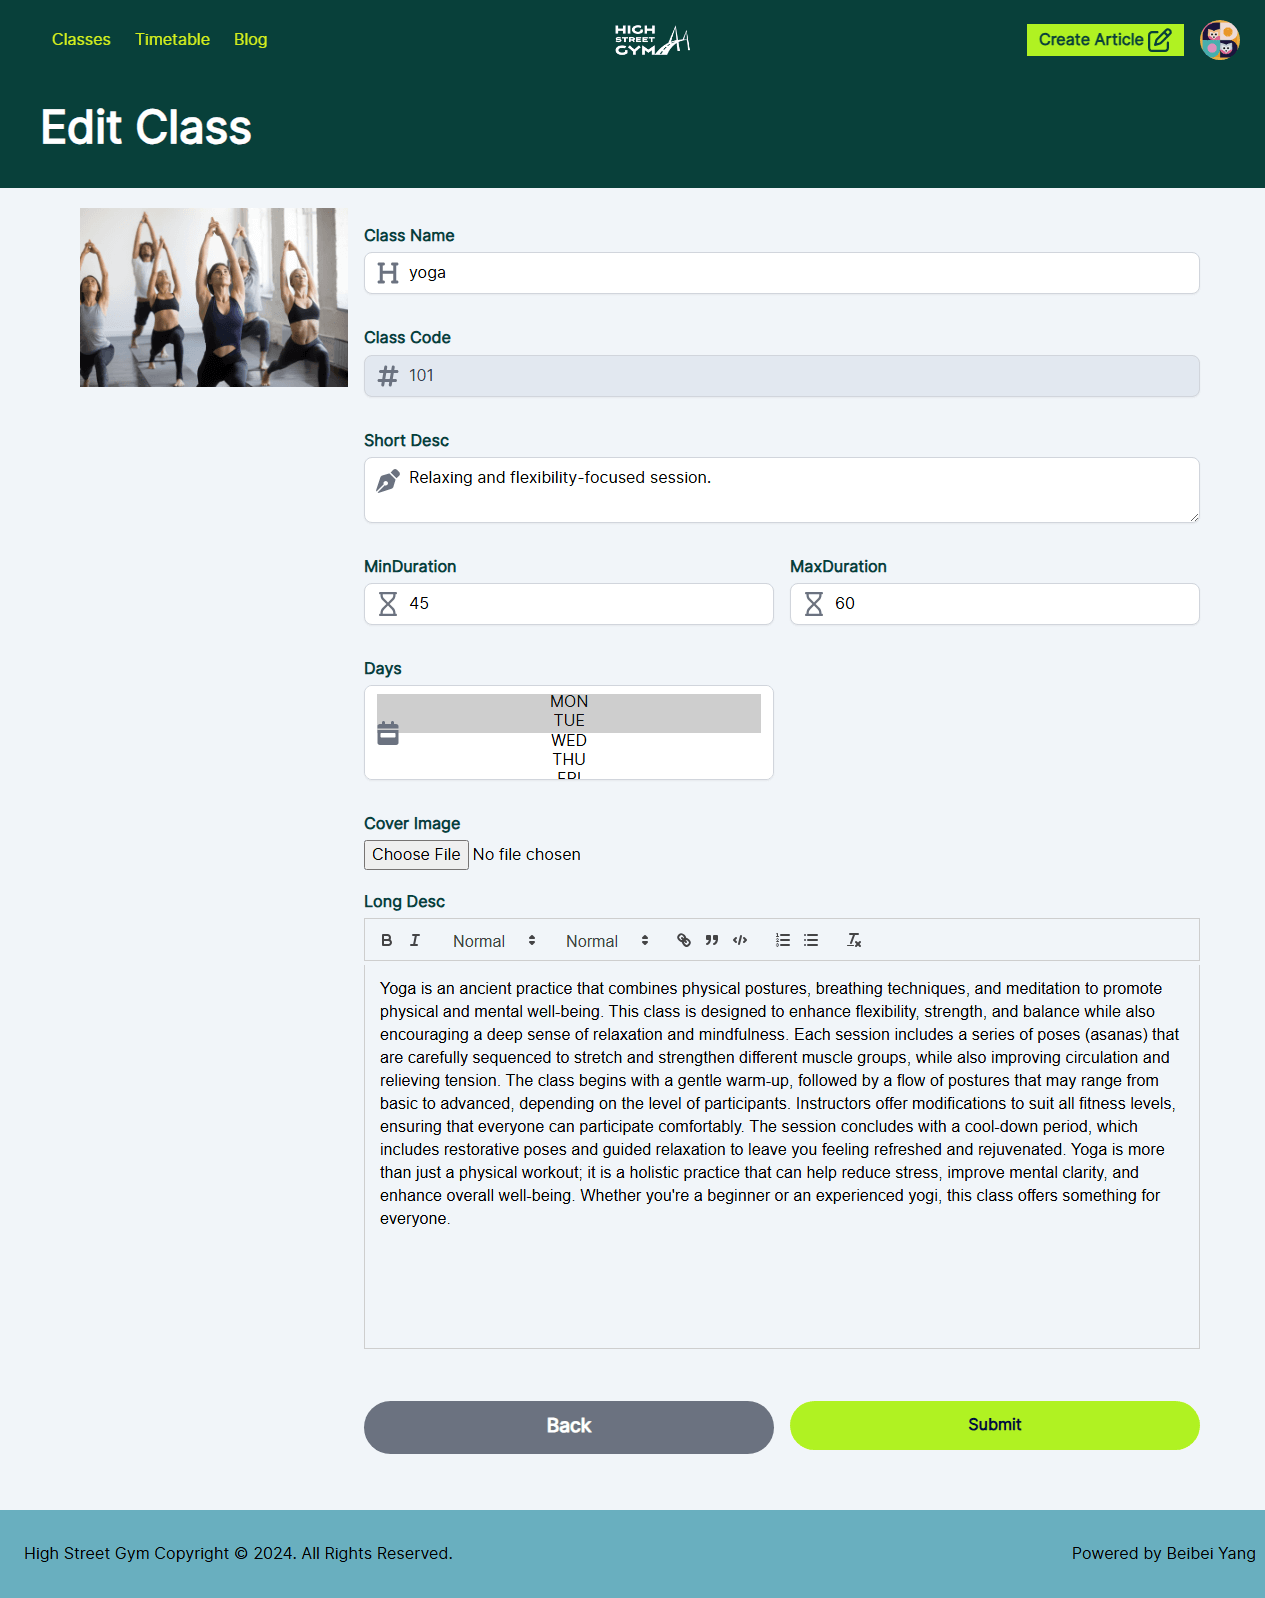 Classes Timetable Blog
HIGH
STREET
GYM
Create Article
Edit Class
Class Name
yoga
Class Code
101
Short Desc
Relaxing and flexibility-focused session.
MinDuration MaxDuration
45 60
Days
MON
TUE
WED
THU
FRI
Cover Image
Choose File No file chosen
Long Desc
Normal Normal
Yoga is an ancient practice that combines physical postures, breathing techniques, and meditation to promote
physical and mental well-being. This class is designed to enhance flexibility, strength, and balance while also
encouraging a deep sense of relaxation and mindfulness. Each session includes a series of poses (asanas) that
are carefully sequenced to stretch and strengthen different muscle groups, while also improving circulation and
relieving tension. The class begins with a gentle warm-up, followed by a flow of postures that may range from
basic to advanced, depending on the level of participants. Instructors offer modifications to suit all fitness levels,
ensuring that everyone can participate comfortably. The session concludes with a cool-down period, which
includes restorative poses and guided relaxation to leave you feeling refreshed and rejuvenated. Yoga is more
than just a physical workout; it is a holistic practice that can help reduce stress, improve mental clarity, and
enhance overall well-being. Whether you're a beginner or an experienced yogi, this class offers something for
everyone.
Back Submit
High Street Gym Copyright © 2024. All Rights Reserved. Powered by Beibei Yang